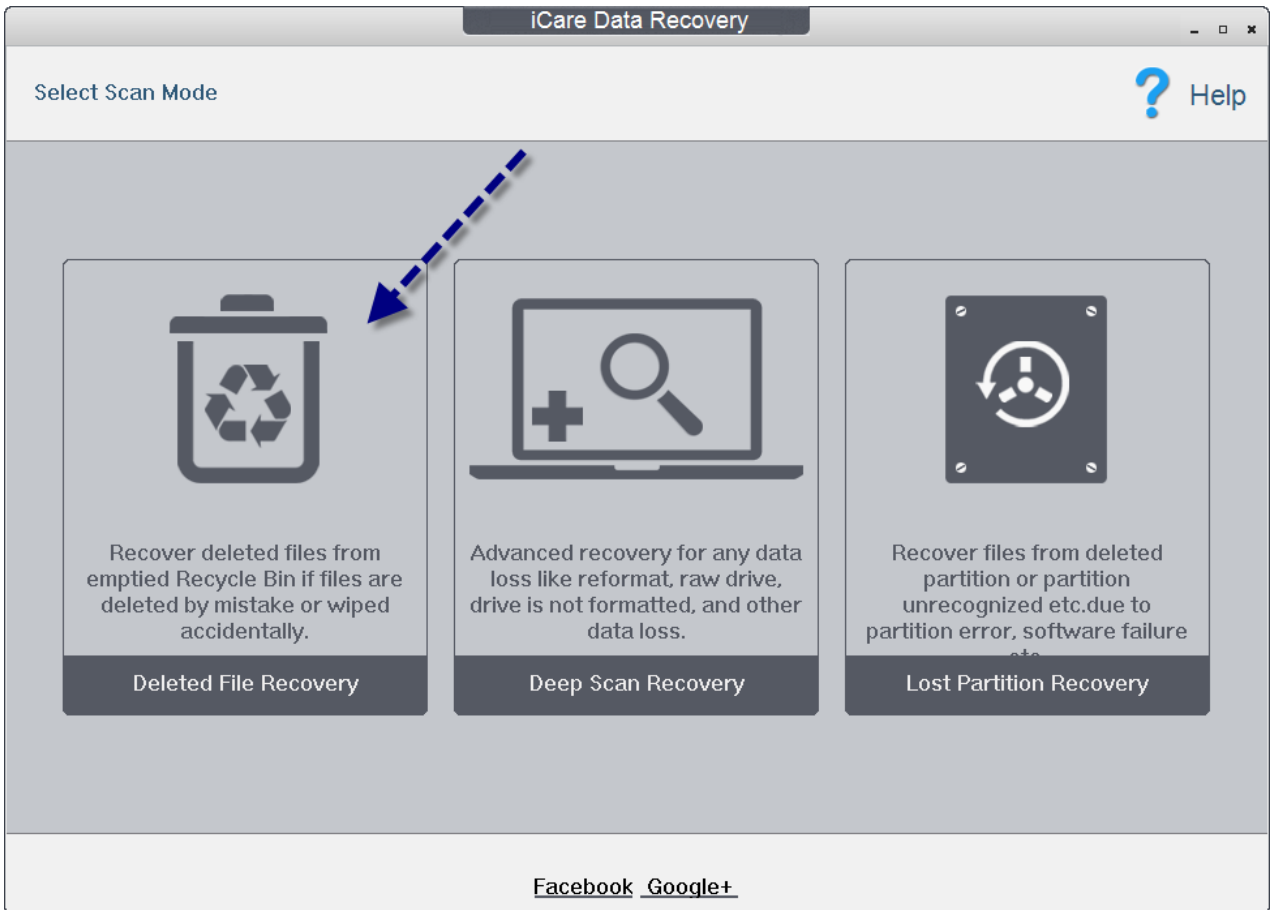 iCare Data Recovery
Select Scan Mode
Help
Recover deleted files from
emptied Recycle Bin if files are
deleted by mistake or wiped
accidentally.
Deleted File Recovery
Advanced recovery for any data
loss like reformat, raw drive,
drive is not formatted, and other
data loss.
Deep Scan Recovery
Recover files from deleted
partition or partition
unrecognized etc.due to
partition error, software failure
Lost Partition Recovery
Facebook Google+